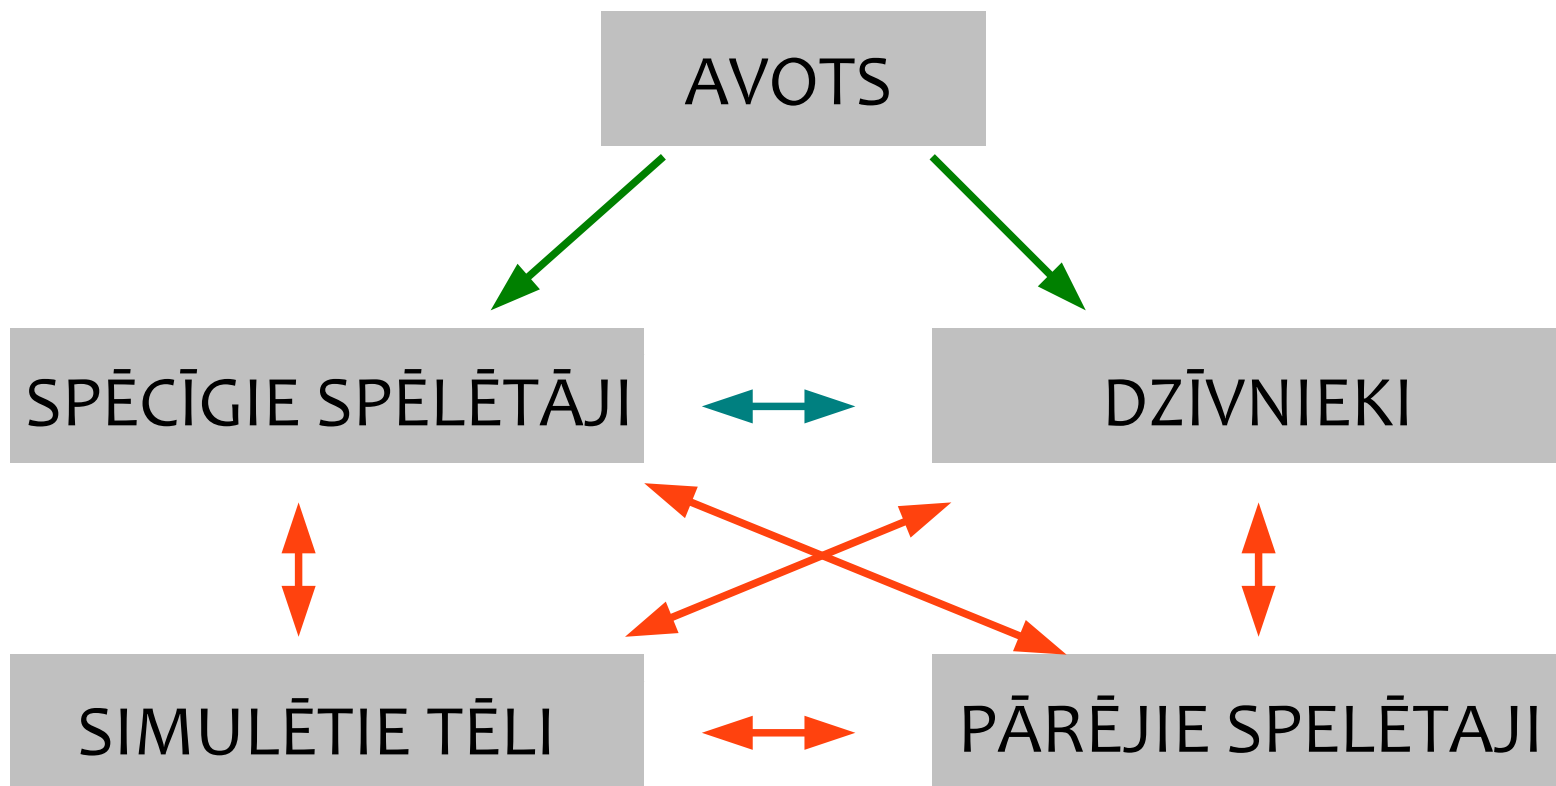 AVOTS
SPĒCĪGIE SPĒLĒTĀJI
DZĪVNIEKI
SIMULĒTIE TĒLI
PĀRĒJIE SPELĒTAJI